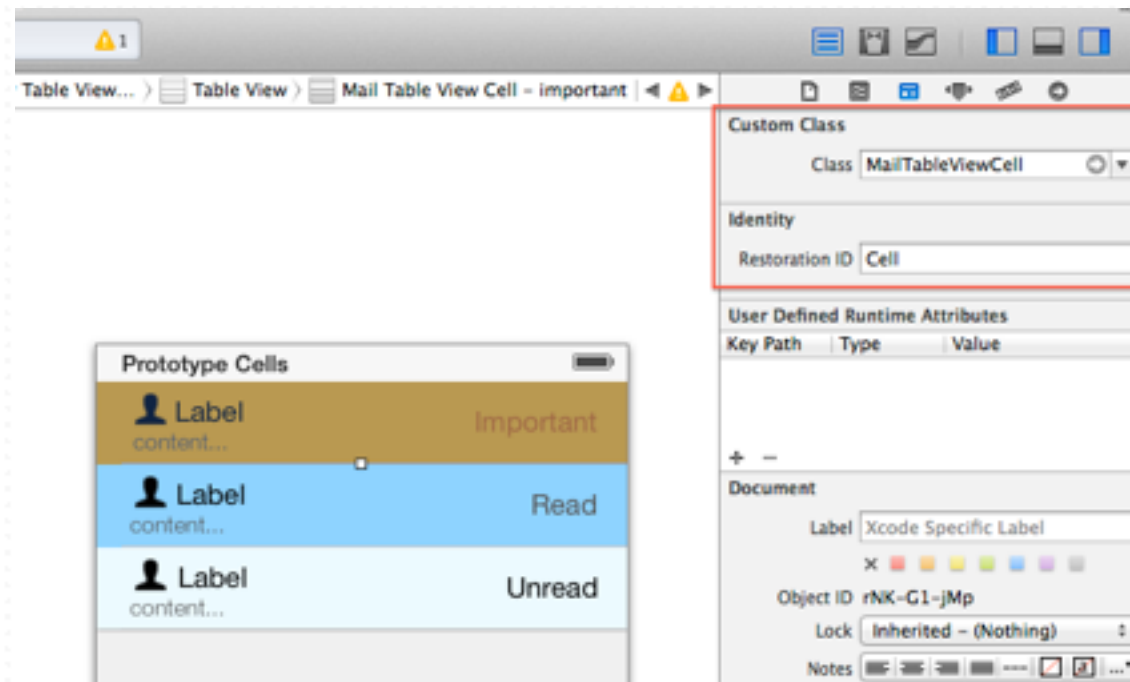 1
Table View... Table View Mail Table View Cell - important
Custom Class
Class MailTableViewCell
Identity
Restoration ID Cell
User Defined Runtime Attributes
Key Path Type Value
Prototype Cells
Label
content...
Important
Label
content...
Read
Label
content...
Unread
+ -
Document
Label Xcode Specific Label
X
Object ID rNK-G1-jMp
Lock Inherited - (Nothing)
Notes